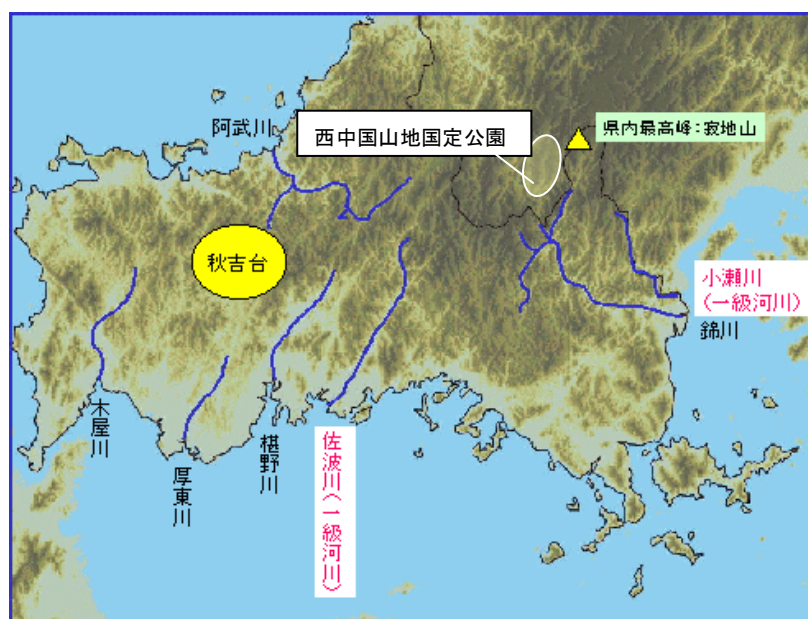 阿武川
西中国山地国定公園
県内最高峰：寂地山
秋吉台
小瀬川
（一級河川）
錦川
木屋川
厚東川
椹野川
佐波川（一級河川）